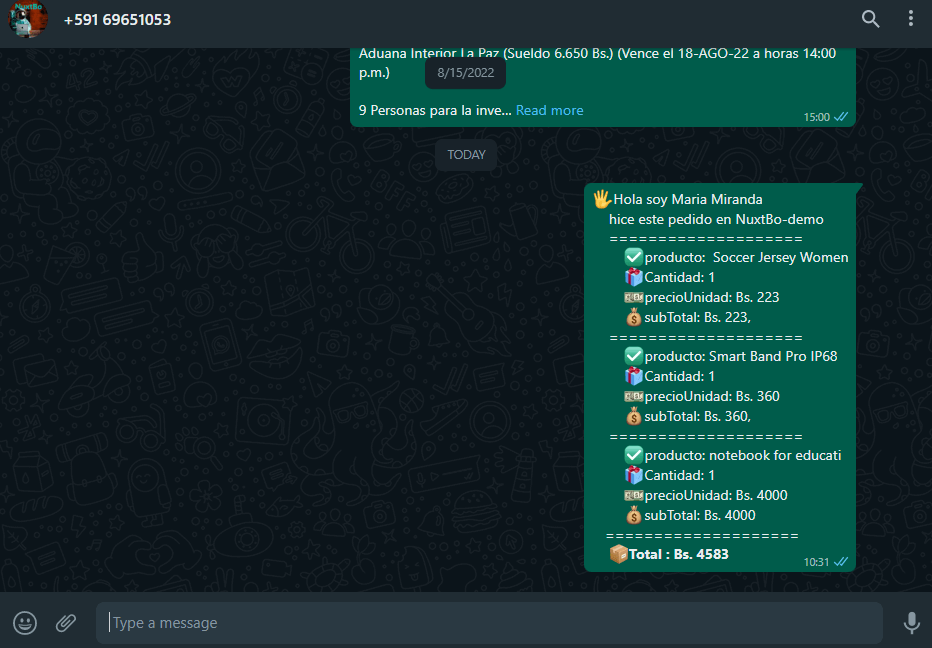 NuxtBo
+591 69651053
Aduana Interior La Paz (Sueldo 6.650 Bs.) (Vence el 18-AGO-22 a horas 14:00
p.m.)
8/15/2022
9 Personas para la inve... Read more
15:00
TODAY
Hola soy Maria Miranda
hice este pedido en NuxtBo-demo
====================
✅producto:  Soccer Jersey Women
🎁Cantidad: 1
💵precioUnidad: Bs. 223
💰subTotal: Bs. 223,
====================
✅producto: Smart Band Pro IP68
🎁Cantidad: 1
💵precioUnidad: Bs. 360
💰subTotal: Bs. 360,
====================
✅producto: notebook for educati
🎁Cantidad: 1
💵precioUnidad: Bs. 4000
💰subTotal: Bs. 4000
====================
📦Total : Bs. 4583
10:31
Type a message